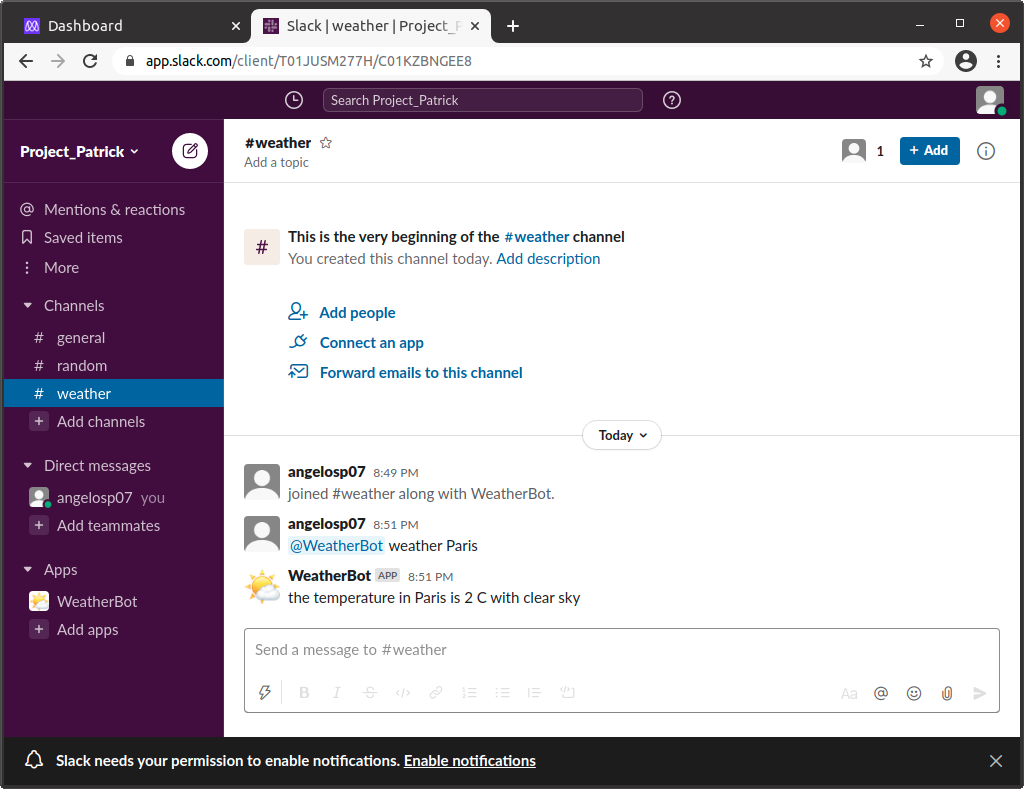 Dashboard
Slack | weather | Project_P
app.slack.com/client/T01JUSM277H/C01KZBNGEE8
Search Project_Patrick
Project_Patrick
#weather
Add a topic
1
+ Add
@ Mentions & reactions
Saved items
More
Channels
# general
# random
# weather
+ Add channels
Direct messages
angelosp07 you
+ Add teammates
Apps
WeatherBot
+ Add apps
# This is the very beginning of the #weather channel
You created this channel today. Add description
Add people
Connect an app
Forward emails to this channel
Today
angelosp07 8:49 PM
joined #weather along with WeatherBot.
angelosp07 8:51 PM
@WeatherBot weather Paris
WeatherBot APP 8:51 PM
the temperature in Paris is 2 C with clear sky
Send a message to #weather
B I S </> Aa @
Slack needs your permission to enable notifications. Enable notifications